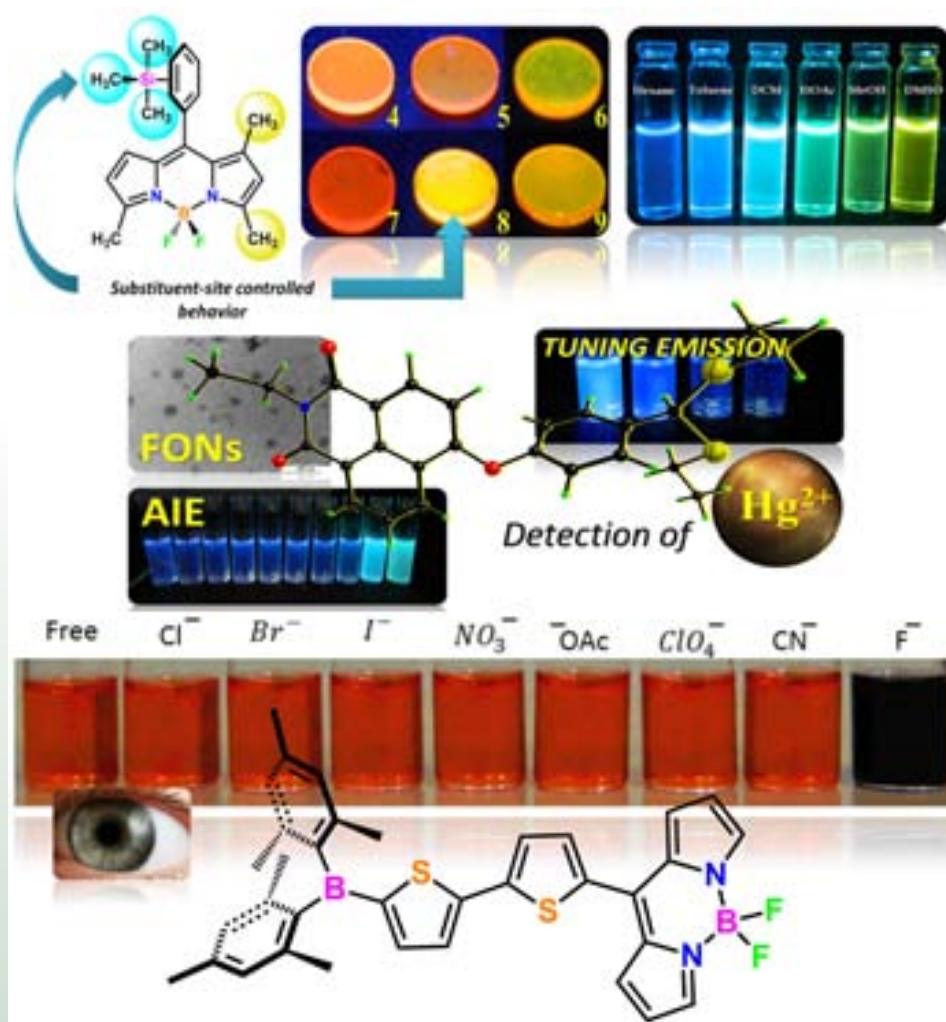 CH₃
H₃C
Si
CH₃
CH₃
N
N
B
F
F
H₃C
CH₃
Substituent-site controlled
behavior
4
5
6
7
8
9
Hexane Toluene DCM HOAc MeOH DMSO
FONs
TUNING EMISSION
AIE
Detection of
Hg²⁺
Free Cl⁻ Br⁻ I⁻ NO₃⁻ ⁻OAc ClO₄⁻ CN⁻ F⁻
B
S
S
N
B
F
F
N